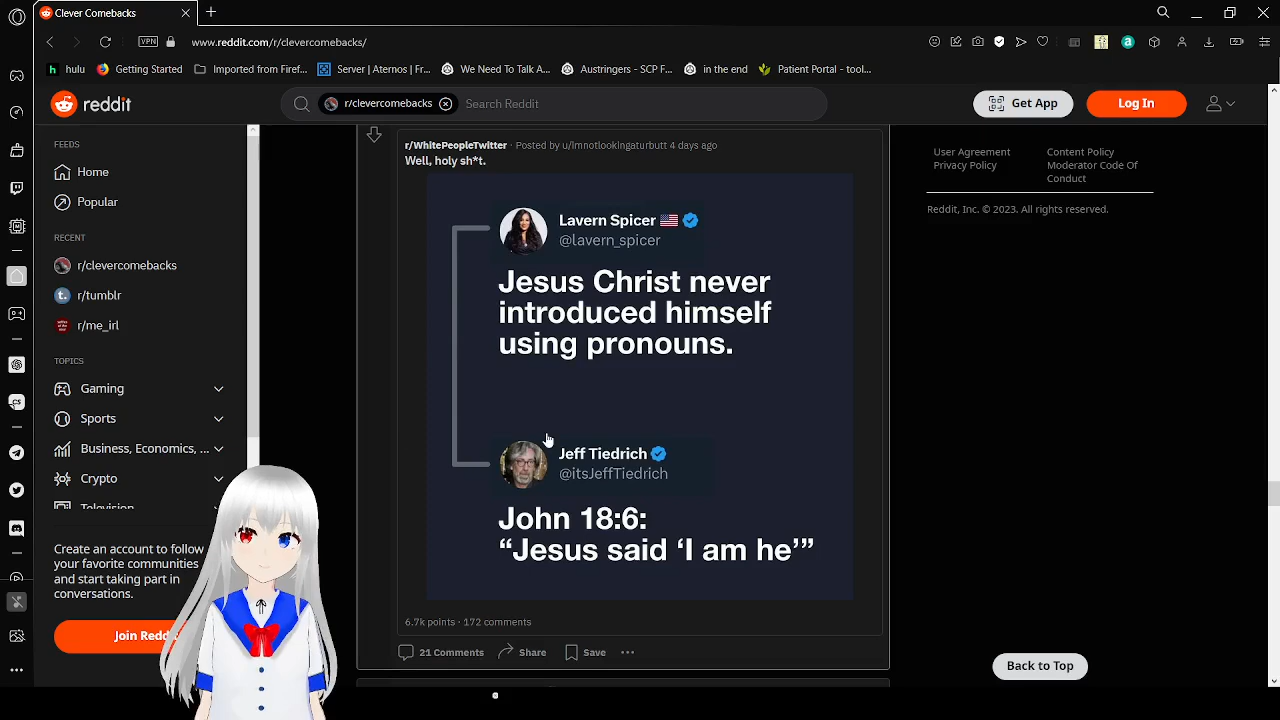 Clever Comebacks
VPN
www.reddit.com/r/clevercomebacks/
hulu
Getting Started
Imported from Firef...
Server | Aternos | Fr...
We Need To Talk A...
Austringers - SCP F...
in the end
Patient Portal - tool...
reddit
r/clevercomebacks
Search Reddit
Get App
Log In
FEEDS
Home
Popular
RECENT
r/clevercomebacks
r/tumblr
r/me_irl
TOPICS
Gaming
Sports
Business, Economics, ...
Crypto
Television
Create an account to follow
your favorite communities
and start taking part in
conversations.
Join Redd
r/WhitePeopleTwitter · Posted by u/imnotlookingaturbutt 4 days ago
Well, holy sh*t.
Lavern Spicer
@lavern_spicer
Jesus Christ never
introduced himself
using pronouns.
Jeff Tiedrich
@itsJeffTiedrich
John 18:6:
“Jesus said ‘I am he’”
6.7k points · 172 comments
21 Comments
Share
Save
User Agreement
Privacy Policy
Content Policy
Moderator Code Of
Conduct
Reddit, Inc. © 2023. All rights reserved.
Back to Top